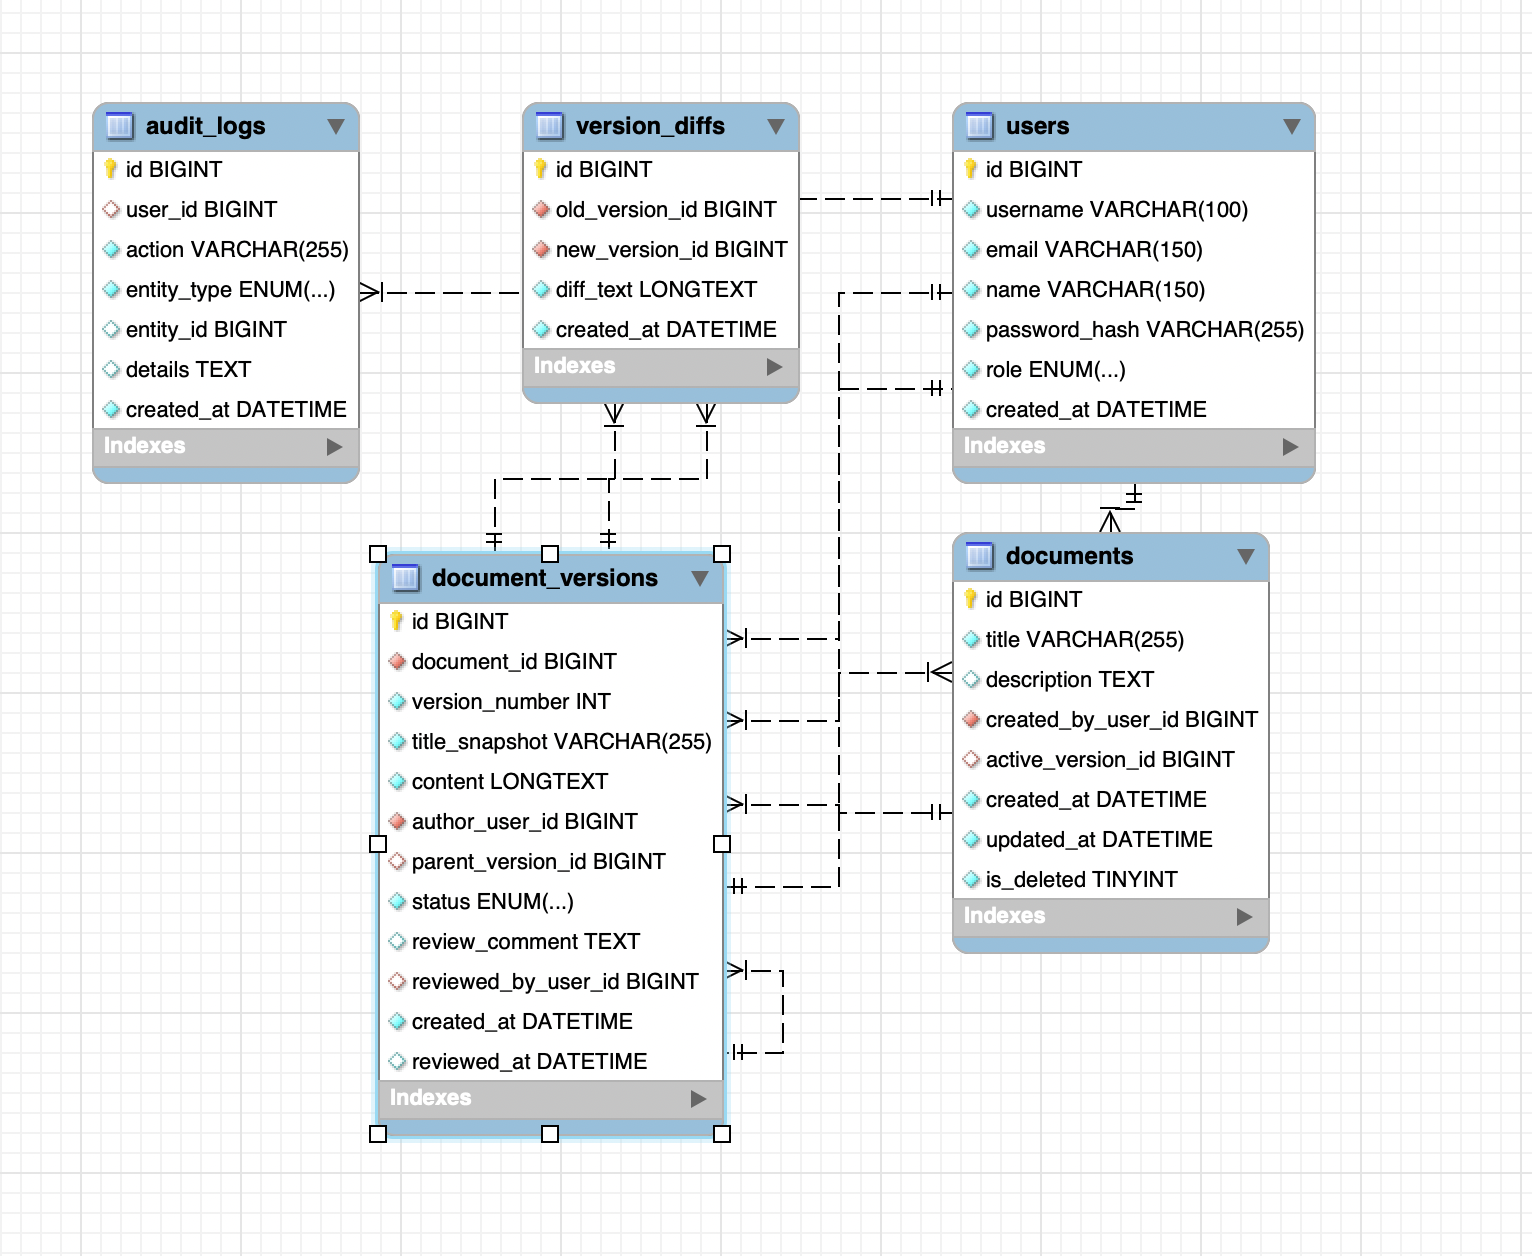 audit_logs
id BIGINT
user_id BIGINT
action VARCHAR(255)
entity_type ENUM(...)
entity_id BIGINT
details TEXT
created_at DATETIME
Indexes
version_diffs
id BIGINT
old_version_id BIGINT
new_version_id BIGINT
diff_text LONGTEXT
created_at DATETIME
Indexes
users
id BIGINT
username VARCHAR(100)
email VARCHAR(150)
name VARCHAR(150)
password_hash VARCHAR(255)
role ENUM(...)
created_at DATETIME
Indexes
document_versions
id BIGINT
document_id BIGINT
version_number INT
title_snapshot VARCHAR(255)
content LONGTEXT
author_user_id BIGINT
parent_version_id BIGINT
status ENUM(...)
review_comment TEXT
reviewed_by_user_id BIGINT
created_at DATETIME
reviewed_at DATETIME
Indexes
documents
id BIGINT
title VARCHAR(255)
description TEXT
created_by_user_id BIGINT
active_version_id BIGINT
created_at DATETIME
updated_at DATETIME
is_deleted TINYINT
Indexes